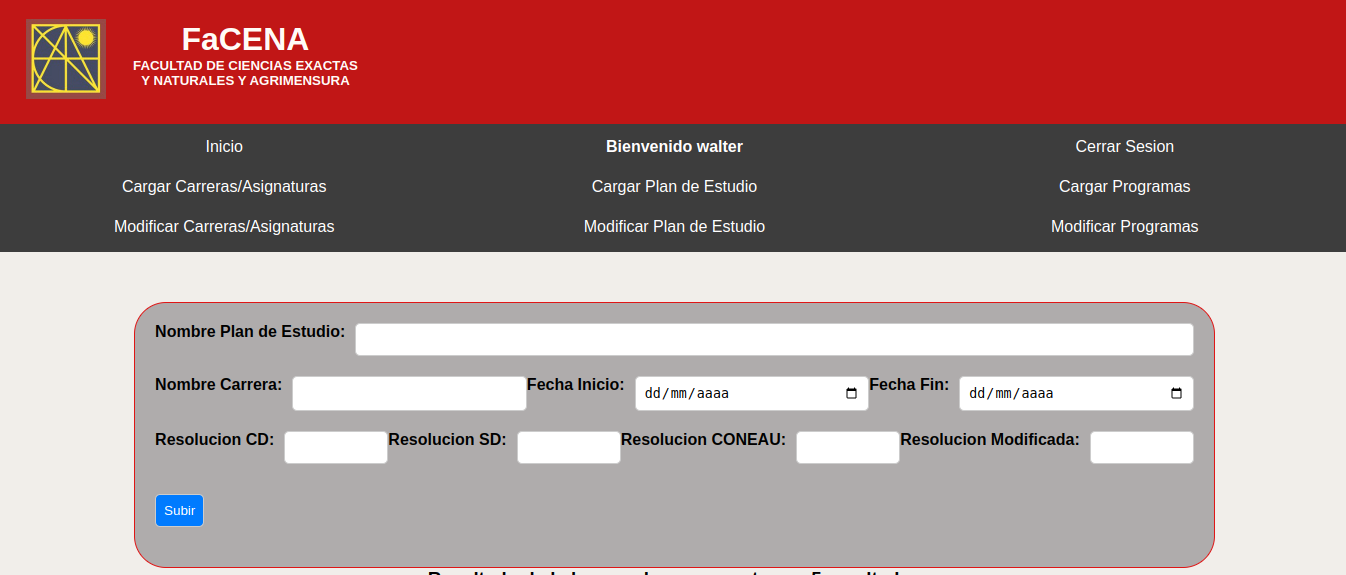 FaCENA
FACULTAD DE CIENCIAS EXACTAS
Y NATURALES Y AGRIMENSURA
Inicio Bienvenido walter Cerrar Sesion
Cargar Carreras/Asignaturas Cargar Plan de Estudio Cargar Programas
Modificar Carreras/Asignaturas Modificar Plan de Estudio Modificar Programas
Nombre Plan de Estudio:
Nombre Carrera: Fecha Inicio: dd/mm/aaaa Fecha Fin: dd/mm/aaaa
Resolucion CD: Resolucion SD: Resolucion CONEAU: Resolucion Modificada:
Subir